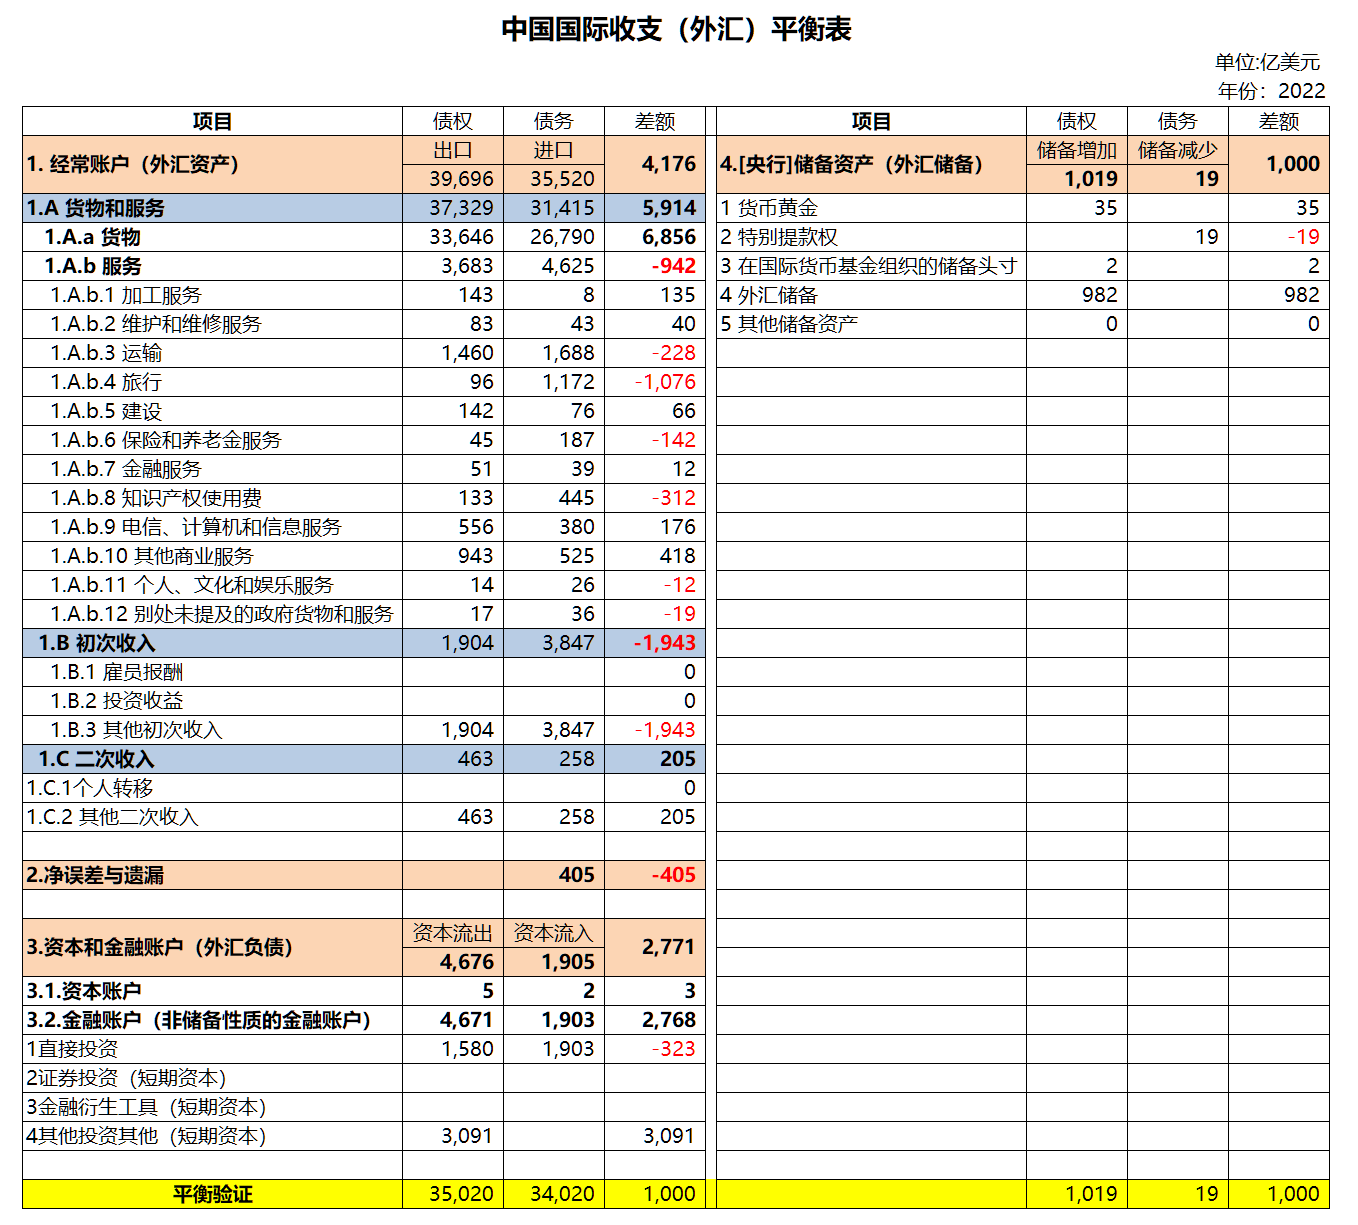 中国国际收支（外汇）平衡表
单位:亿美元
年份：2022
项目 债权 债务 差额 项目 债权 债务 差额
1. 经常账户（外汇资产） 出口 进口 4,176 4.[央行]储备资产（外汇储备） 储备增加 储备减少 1,000
39,696 35,520 1,019 19
1.A 货物和服务 37,329 31,415 5,914 1 货币黄金 35 35
1.A.a 货物 33,646 26,790 6,856 2 特别提款权 19 -19
1.A.b 服务 3,683 4,625 -942 3 在国际货币基金组织的储备头寸 2 2
1.A.b.1 加工服务 143 8 135 4 外汇储备 982 982
1.A.b.2 维护和维修服务 83 43 40 5 其他储备资产 0 0
1.A.b.3 运输 1,460 1,688 -228
1.A.b.4 旅行 96 1,172 -1,076
1.A.b.5 建设 142 76 66
1.A.b.6 保险和养老金服务 45 187 -142
1.A.b.7 金融服务 51 39 12
1.A.b.8 知识产权使用费 133 445 -312
1.A.b.9 电信、计算机和信息服务 556 380 176
1.A.b.10 其他商业服务 943 525 418
1.A.b.11 个人、文化和娱乐服务 14 26 -12
1.A.b.12 别处未提及的政府货物和服务 17 36 -19
1.B 初次收入 1,904 3,847 -1,943
1.B.1 雇员报酬 0
1.B.2 投资收益 0
1.B.3 其他初次收入 1,904 3,847 -1,943
1.C 二次收入 463 258 205
1.C.1个人转移 0
1.C.2 其他二次收入 463 258 205
2.净误差与遗漏 405 -405
3.资本和金融账户（外汇负债） 资本流出 资本流入 2,771
4,676 1,905
3.1.资本账户 5 2 3
3.2.金融账户（非储备性质的金融账户） 4,671 1,903 2,768
1直接投资 1,580 1,903 -323
2证券投资（短期资本）
3金融衍生工具（短期资本）
4其他投资其他（短期资本） 3,091 3,091
平衡验证 35,020 34,020 1,000 1,019 19 1,000